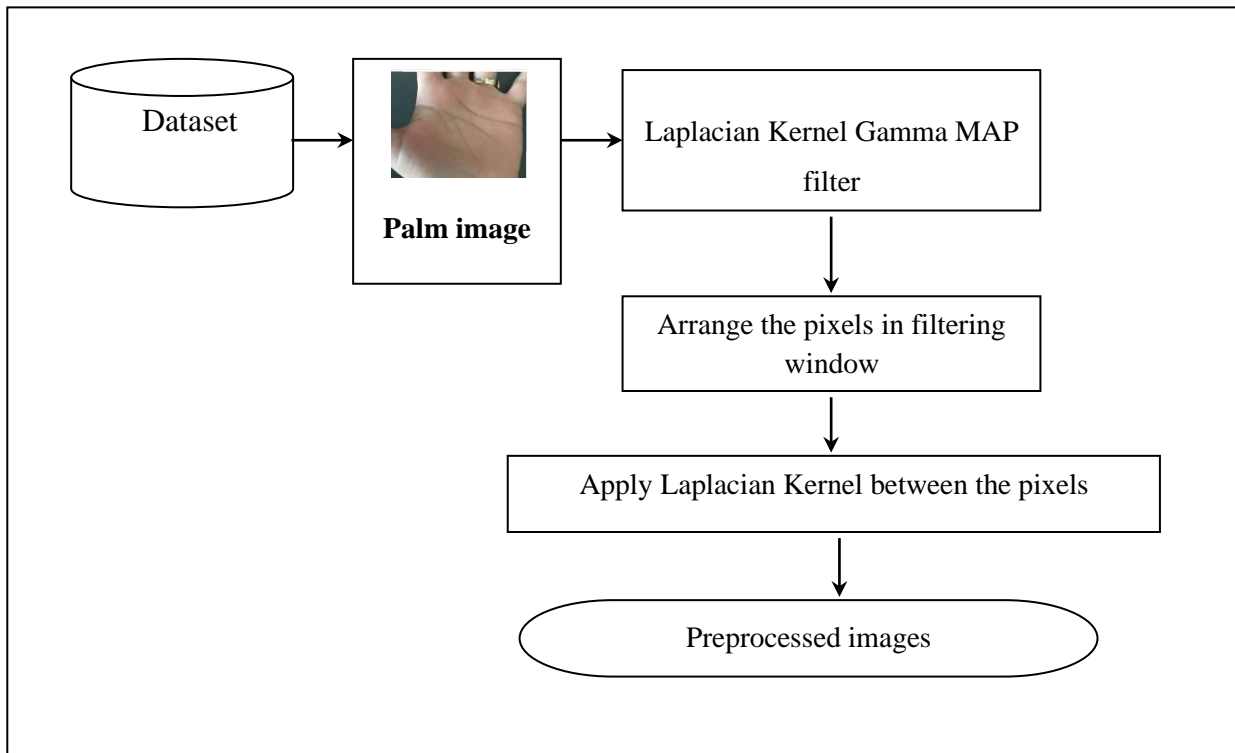 Dataset
Palm image
Laplacian Kernel Gamma MAP
filter
Arrange the pixels in filtering
window
Apply Laplacian Kernel between the pixels
Preprocessed images